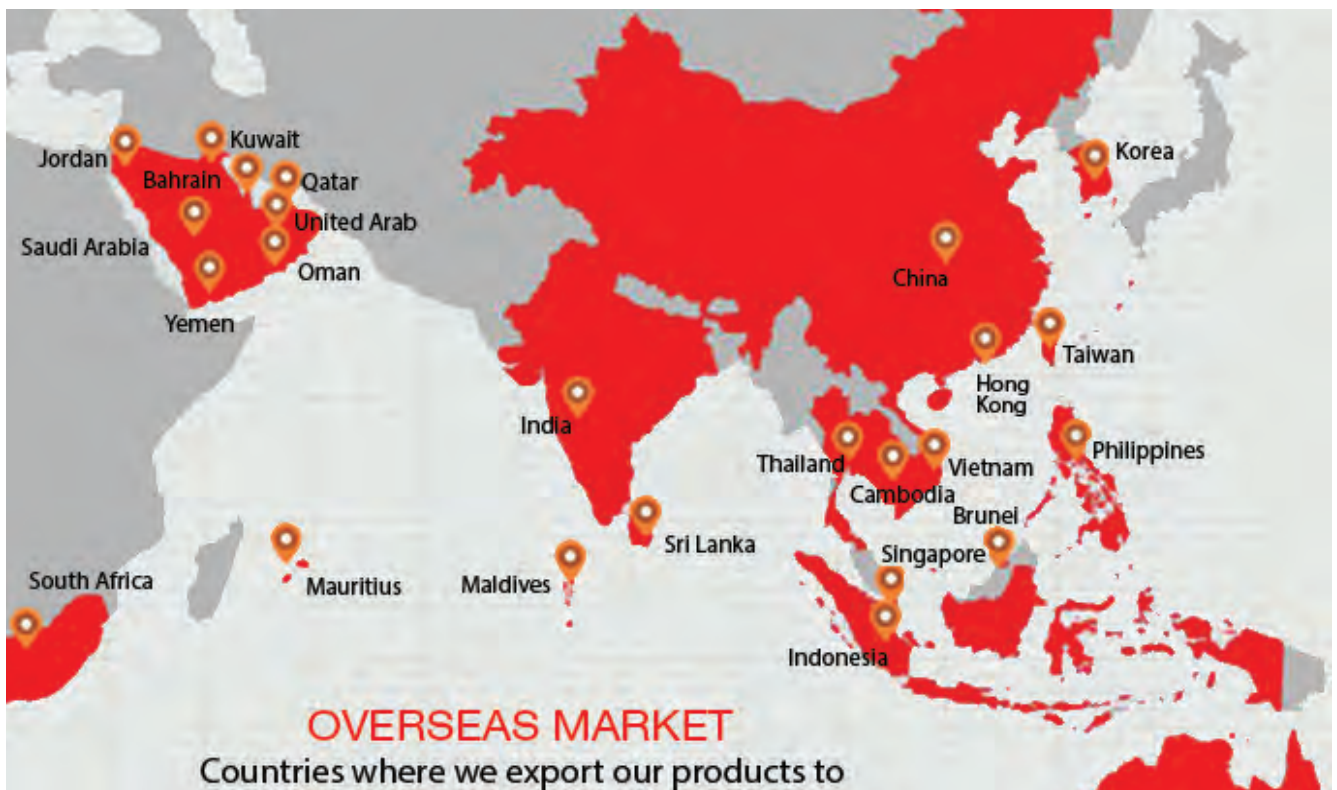 Kuwait
Jordan
Bahrain
Qatar
United Arab
Saudi Arabia
Oman
Yemen
Korea
China
Taiwan
Hong
Kong
India
Thailand
Vietnam
Philippines
Cambodia
Brunei
Sri Lanka
Singapore
South Africa
Mauritius
Maldives
Indonesia
OVERSEAS MARKET
Countries where we export our products to